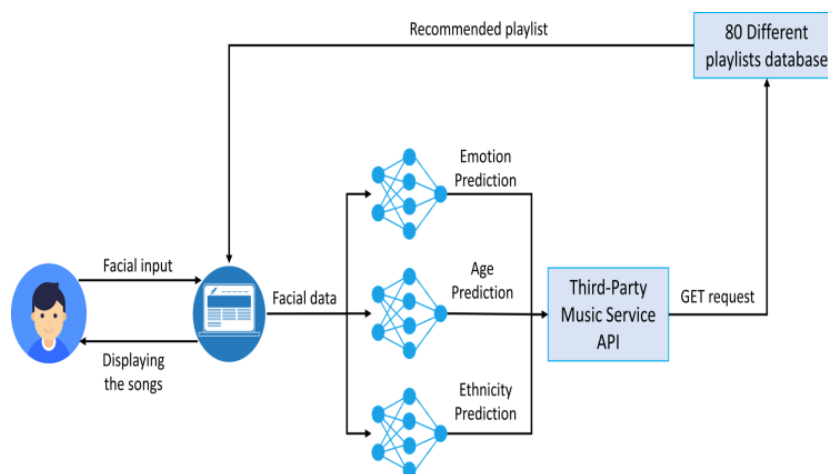 Recommended playlist
80 Different
playlists database
Emotion
Prediction
Facial input
Facial data
Age
Prediction
Third-Party
Music Service
API
GET request
Displaying
the songs
Ethnicity
Prediction